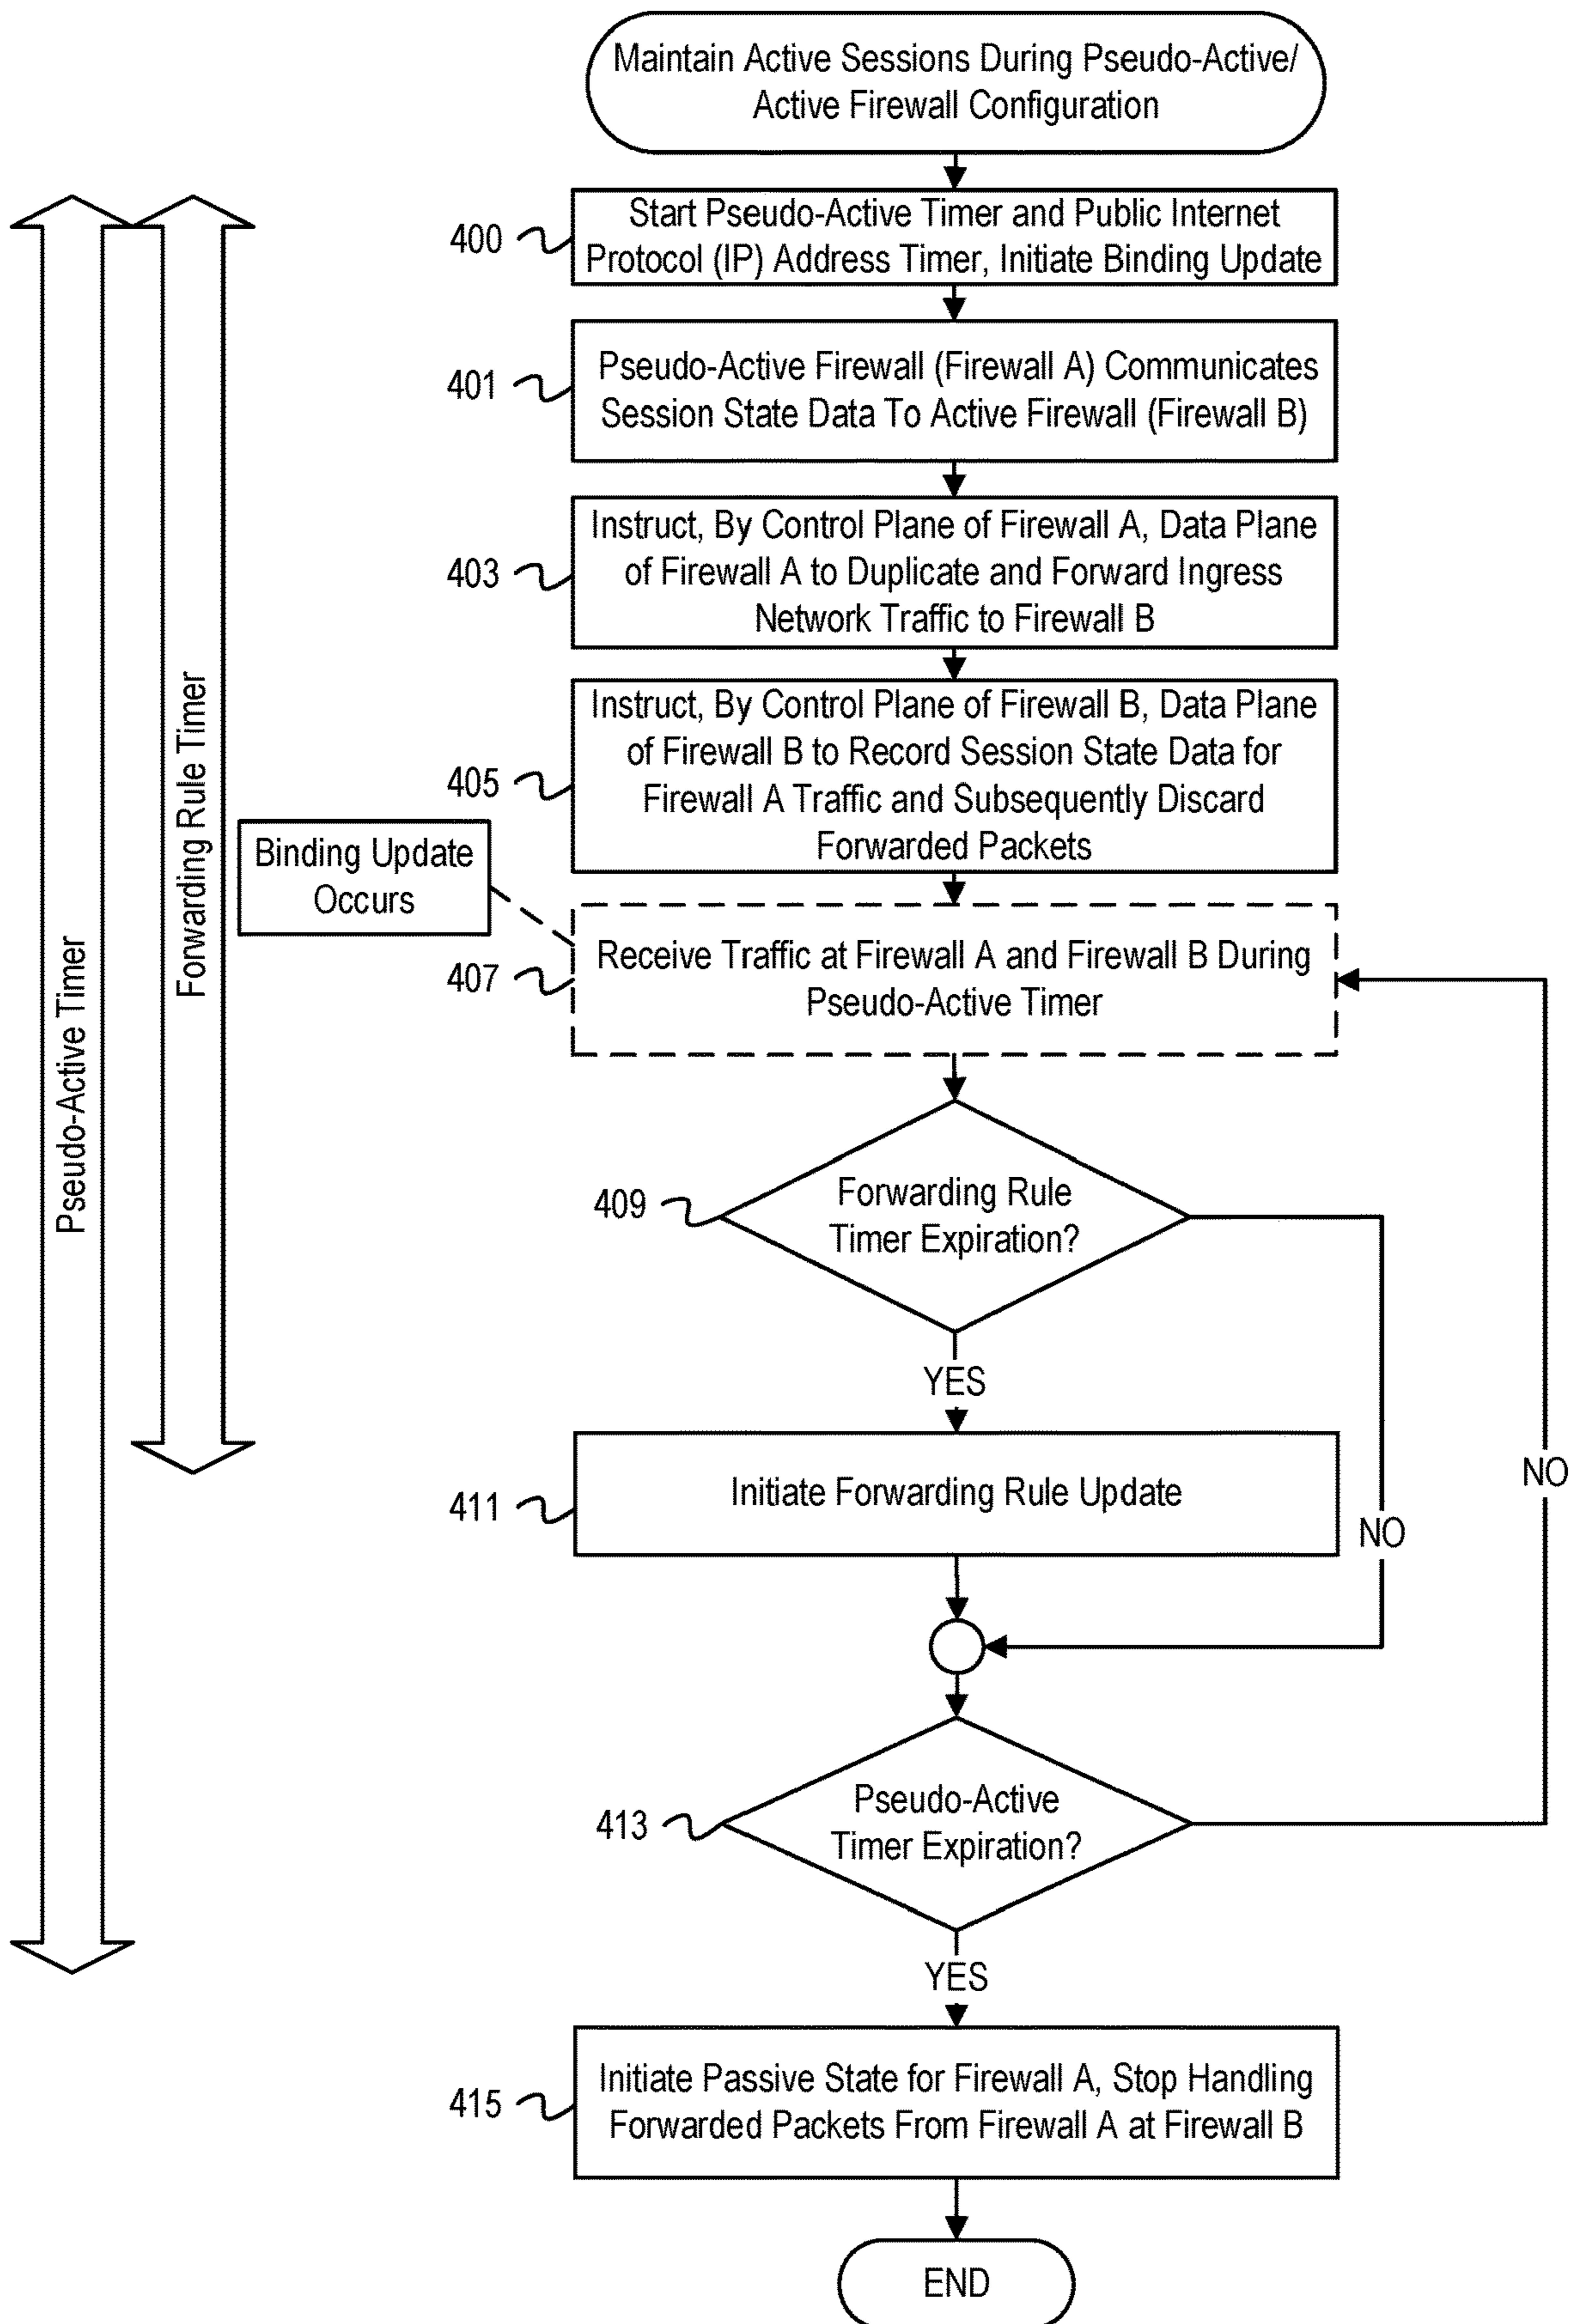 Maintain Active Sessions During Pseudo-Active/
Active Firewall Configuration
400
Start Pseudo-Active Timer and Public Internet
Protocol (IP) Address Timer, Initiate Binding Update
401
Pseudo-Active Firewall (Firewall A) Communicates
Session State Data To Active Firewall (Firewall B)
403
Instruct, By Control Plane of Firewall A, Data Plane
of Firewall A to Duplicate and Forward Ingress
Network Traffic to Firewall B
405
Instruct, By Control Plane of Firewall B, Data Plane
of Firewall B to Record Session State Data for
Firewall A Traffic and Subsequently Discard
Forwarded Packets
Pseudo-Active Timer
Forwarding Rule Timer
Binding Update
Occurs
407
Receive Traffic at Firewall A and Firewall B During
Pseudo-Active Timer
409
Forwarding Rule
Timer Expiration?
YES
411
Initiate Forwarding Rule Update
NO
NO
413
Pseudo-Active
Timer Expiration?
YES
415
Initiate Passive State for Firewall A, Stop Handling
Forwarded Packets From Firewall A at Firewall B
END